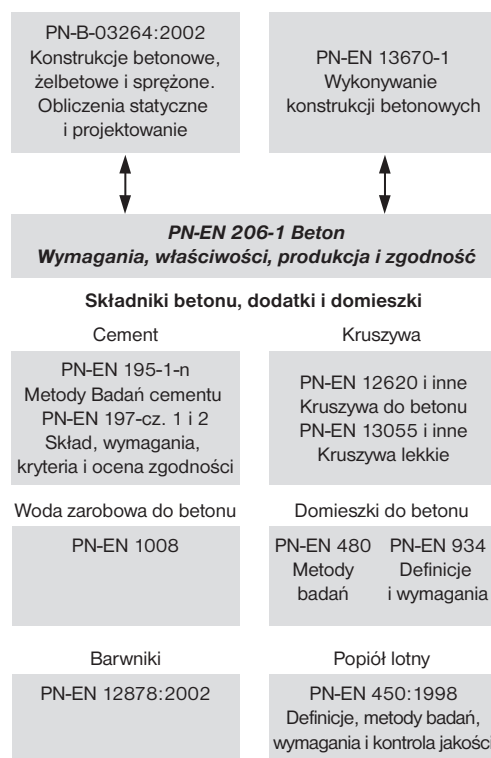 PN-B-03264:2002
Konstrukcje betonowe,
żelbetowe i sprężone.
Obliczenia statyczne
i projektowanie
PN-EN 13670-1
Wykonywanie
konstrukcji betonowych
PN-EN 206-1 Beton
Wymagania, właściwości, produkcja i zgodność
Składniki betonu, dodatki i domieszki
Cement
PN-EN 195-1-n
Metody Badań cementu
PN-EN 197-cz. 1 i 2
Skład, wymagania,
kryteria i ocena zgodności
Kruszywa
PN-EN 12620 i inne
Kruszywa do betonu
PN-EN 13055 i inne
Kruszywa lekkie
Woda zarobowa do betonu
PN-EN 1008
Domieszki do betonu
PN-EN 480
Metody
badań
PN-EN 934
Definicje
i wymagania
Barwniki
PN-EN 12878:2002
Popiół lotny
PN-EN 450:1998
Definicje, metody badań,
wymagania i kontrola jakości